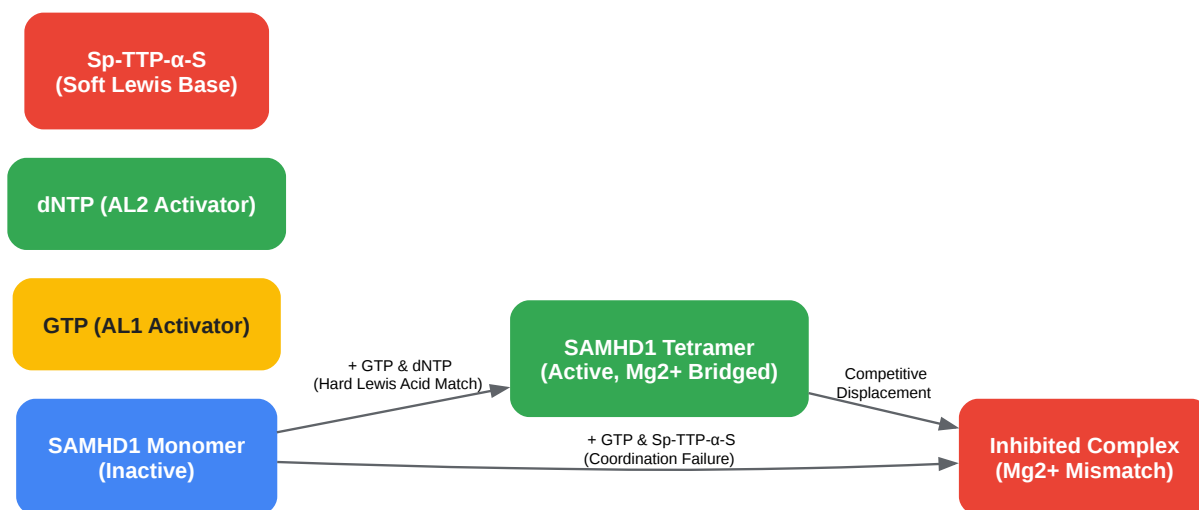 Sp-TTP-α-S
(Soft Lewis Base)
dNTP (AL2 Activator)
GTP (AL1 Activator)
SAMHD1 Monomer
(Inactive)
+ GTP & dNTP
(Hard Lewis Acid Match)
+ GTP & Sp-TTP-α-S
(Coordination Failure)
SAMHD1 Tetramer
(Active, Mg2+ Bridged)
Competitive
Displacement
Inhibited Complex
(Mg2+ Mismatch)